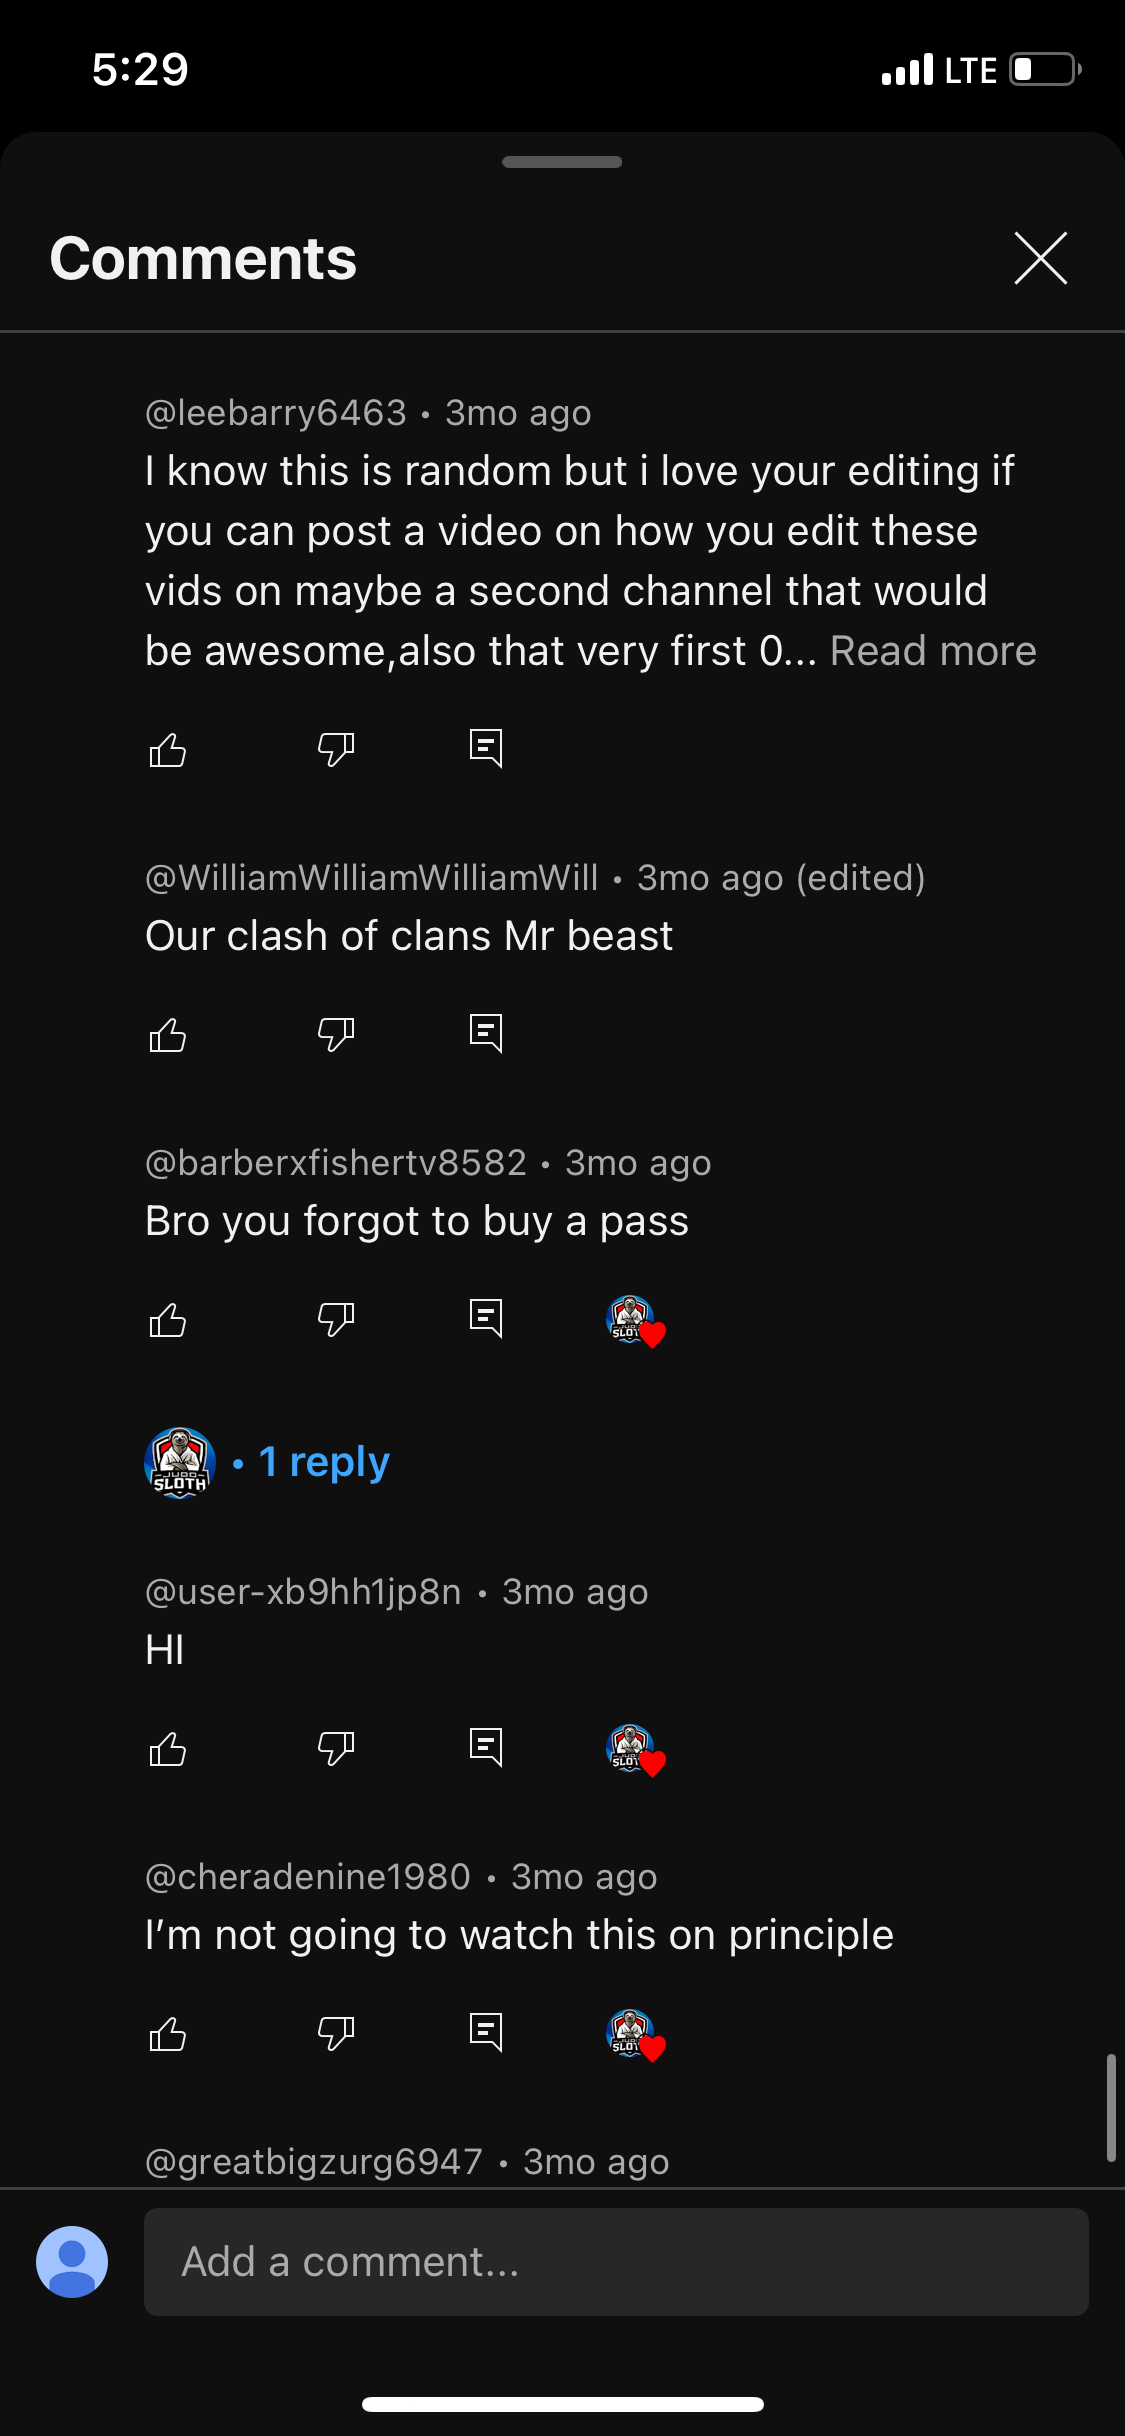 5:29
LTE
Comments
@leebarry6463 • 3mo ago
I know this is random but i love your editing if
you can post a video on how you edit these
vids on maybe a second channel that would
be awesome,also that very first 0... Read more
@WilliamWilliamWilliamWill • 3mo ago (edited)
Our clash of clans Mr beast
@barberxfishertv8582 • 3mo ago
Bro you forgot to buy a pass
JUDO
SLOTH
• 1 reply
@user-xb9hh1jp8n • 3mo ago
HI
@cheradenine1980 • 3mo ago
I’m not going to watch this on principle
@greatbigzurg6947 • 3mo ago
Add a comment...